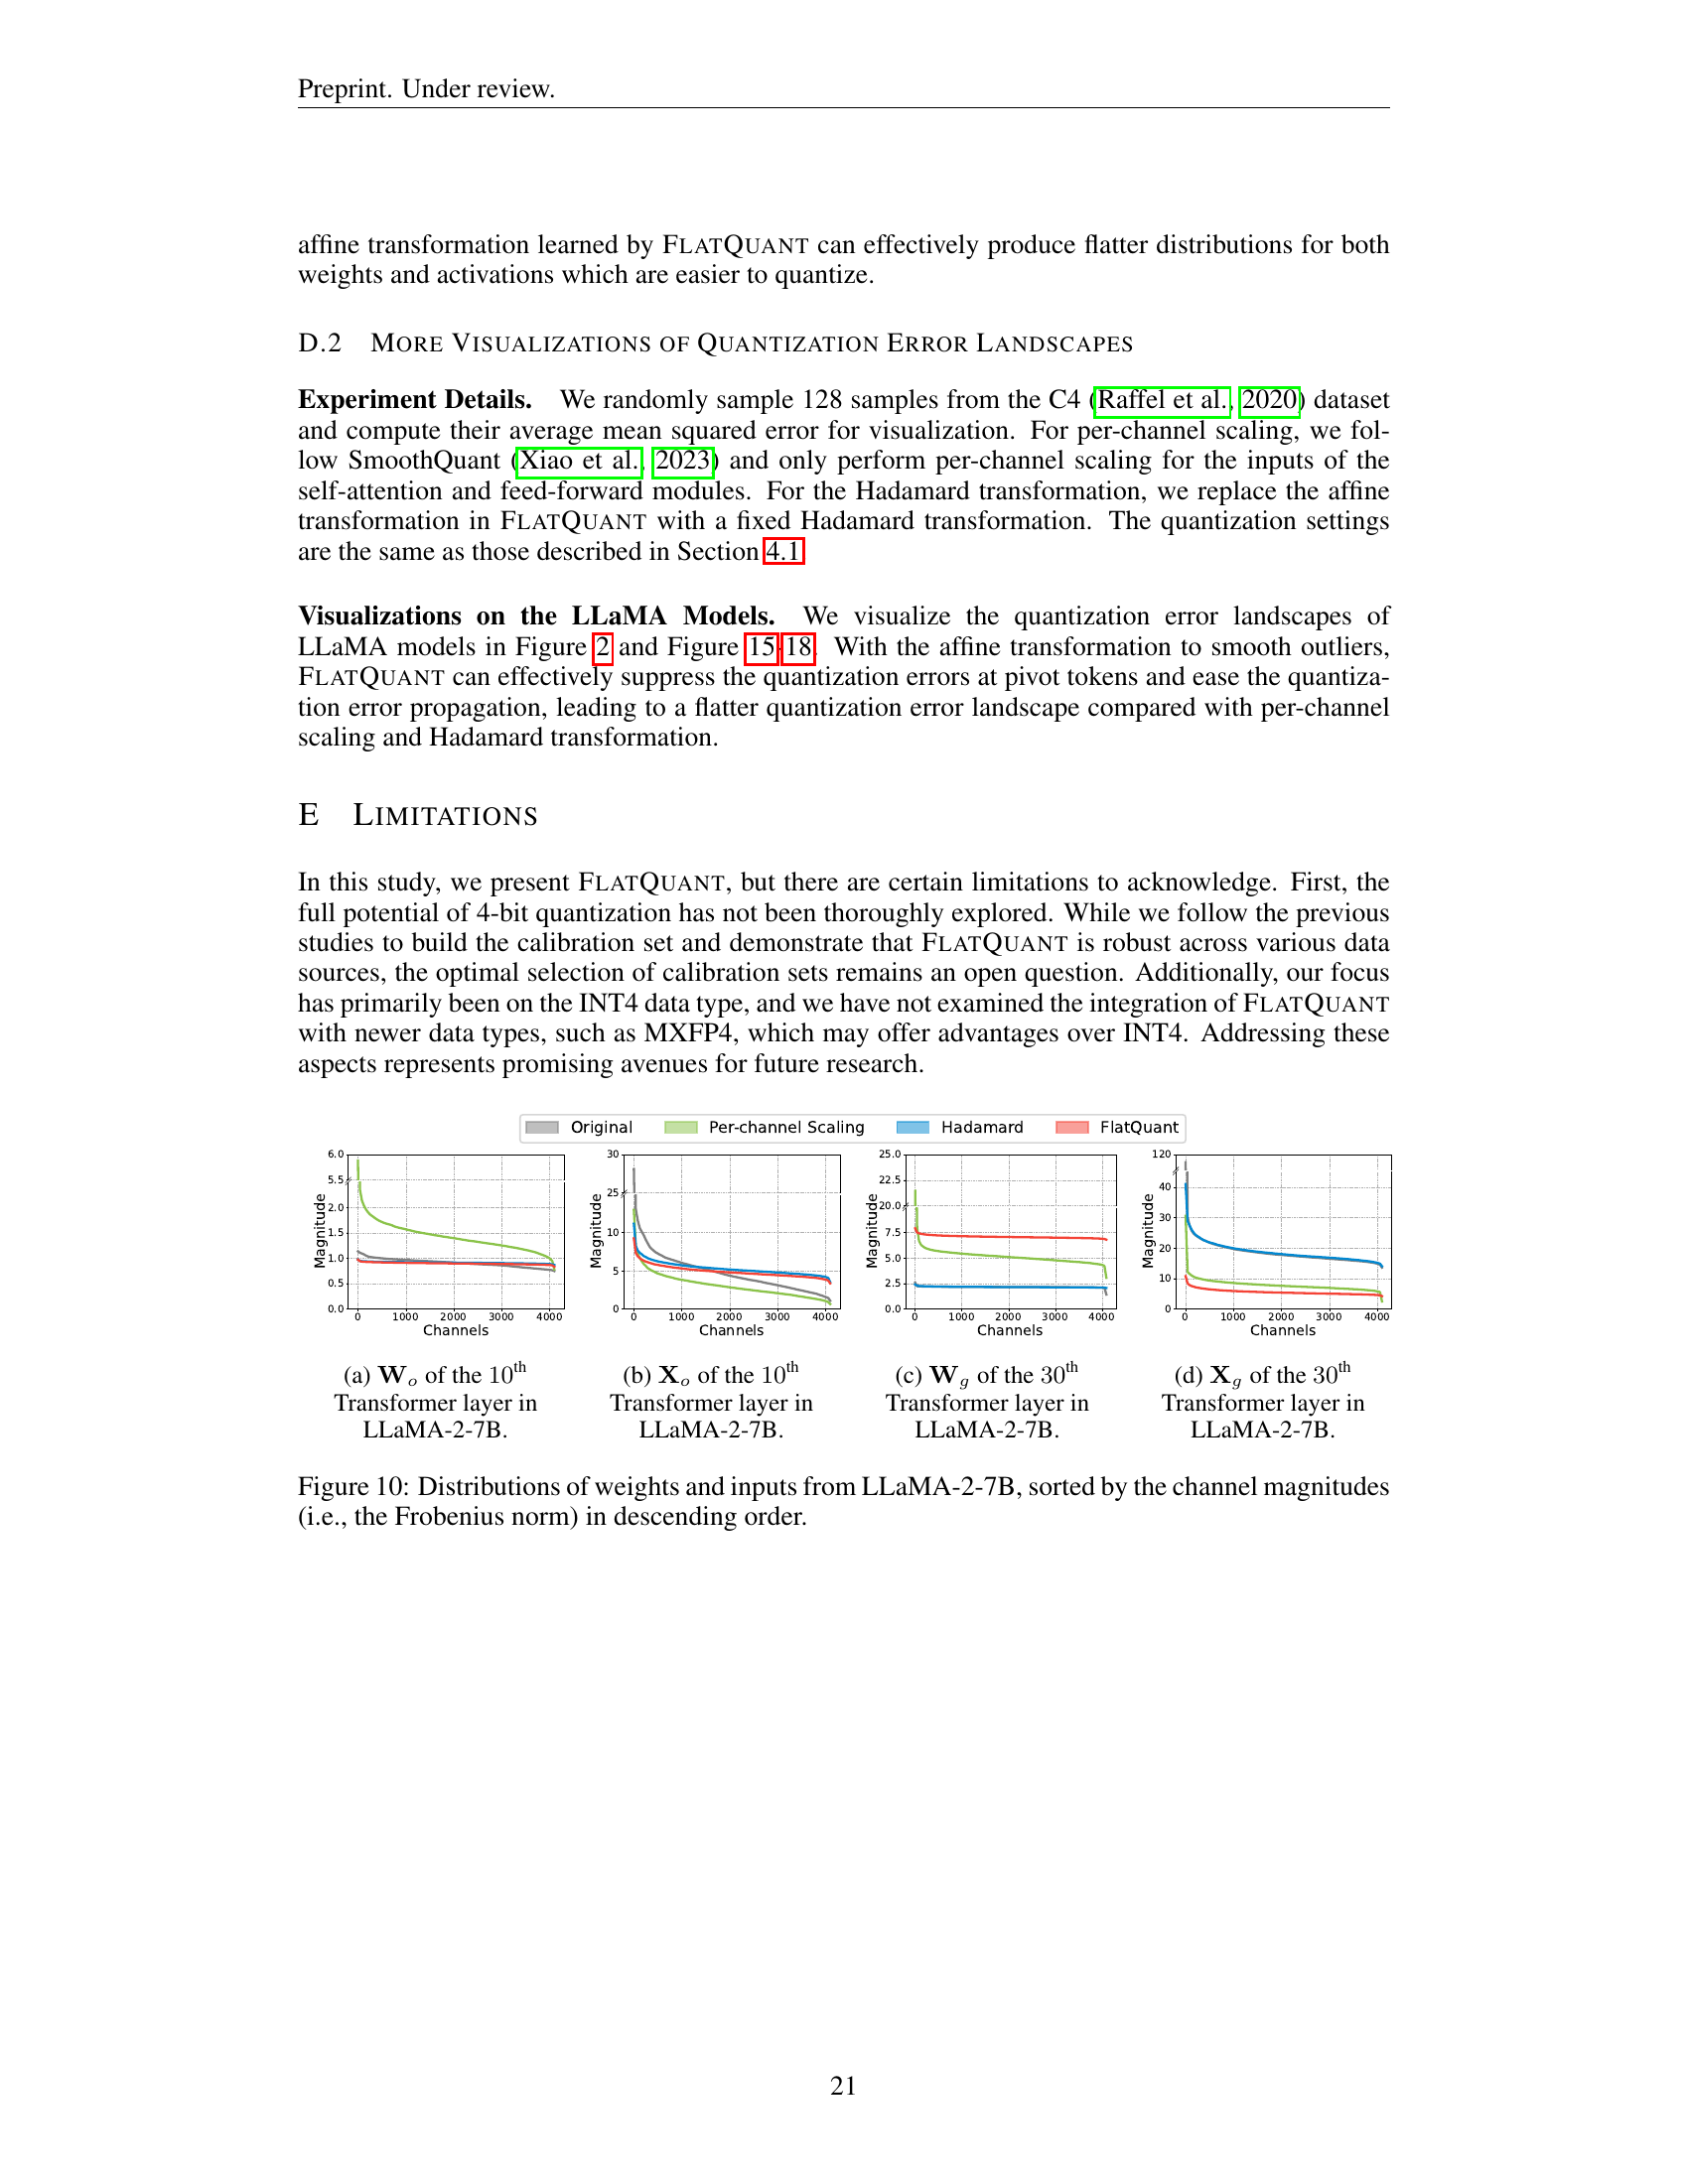 Preprint. Under review.
affine transformation learned by FLATQUANT can effectively produce flatter distributions for both
weights and activations which are easier to quantize.
D.2 MORE VISUALIZATIONS OF QUANTIZATION ERROR LANDSCAPES
Experiment Details. We randomly sample 128 samples from the C4 (Raffel et al., 2020) dataset
and compute their average mean squared error for visualization. For per-channel scaling, we fol-
low SmoothQuant (Xiao et al., 2023) and only perform per-channel scaling for the inputs of the
self-attention and feed-forward modules. For the Hadamard transformation, we replace the affine
transformation in FLATQUANT with a fixed Hadamard transformation. The quantization settings
are the same as those described in Section 4.1
Visualizations on the LLaMA Models. We visualize the quantization error landscapes of
LLaMA models in Figure 2 and Figure 15-18. With the affine transformation to smooth outliers,
FLATQUANT can effectively suppress the quantization errors at pivot tokens and ease the quantiza-
tion error propagation, leading to a flatter quantization error landscape compared with per-channel
scaling and Hadamard transformation.
E LIMITATIONS
In this study, we present FLATQUANT, but there are certain limitations to acknowledge. First, the
full potential of 4-bit quantization has not been thoroughly explored. While we follow the previous
studies to build the calibration set and demonstrate that FLATQUANT is robust across various data
sources, the optimal selection of calibration sets remains an open question. Additionally, our focus
has primarily been on the INT4 data type, and we have not examined the integration of FLATQUANT
with newer data types, such as MXFP4, which may offer advantages over INT4. Addressing these
aspects represents promising avenues for future research.
Original Per-channel Scaling Hadamard FlatQuant
6.0
5.5
2.0
1.5
1.0
0.5
0.0
Magnitude
0 1000 2000 3000 4000
Channels
30
25
10
5
0
Magnitude
0 1000 2000 3000 4000
Channels
25.0
22.5
20.0
7.5
5.0
2.5
0.0
Magnitude
0 1000 2000 3000 4000
Channels
120
40
30
20
10
0
Magnitude
0 1000 2000 3000 4000
Channels
(a) Wo of the 10th
Transformer layer in
LLaMA-2-7B.
(b) Xo of the 10th
Transformer layer in
LLaMA-2-7B.
(c) Wg of the 30th
Transformer layer in
LLaMA-2-7B.
(d) Xg of the 30th
Transformer layer in
LLaMA-2-7B.
Figure 10: Distributions of weights and inputs from LLaMA-2-7B, sorted by the channel magnitudes
(i.e., the Frobenius norm) in descending order.
21